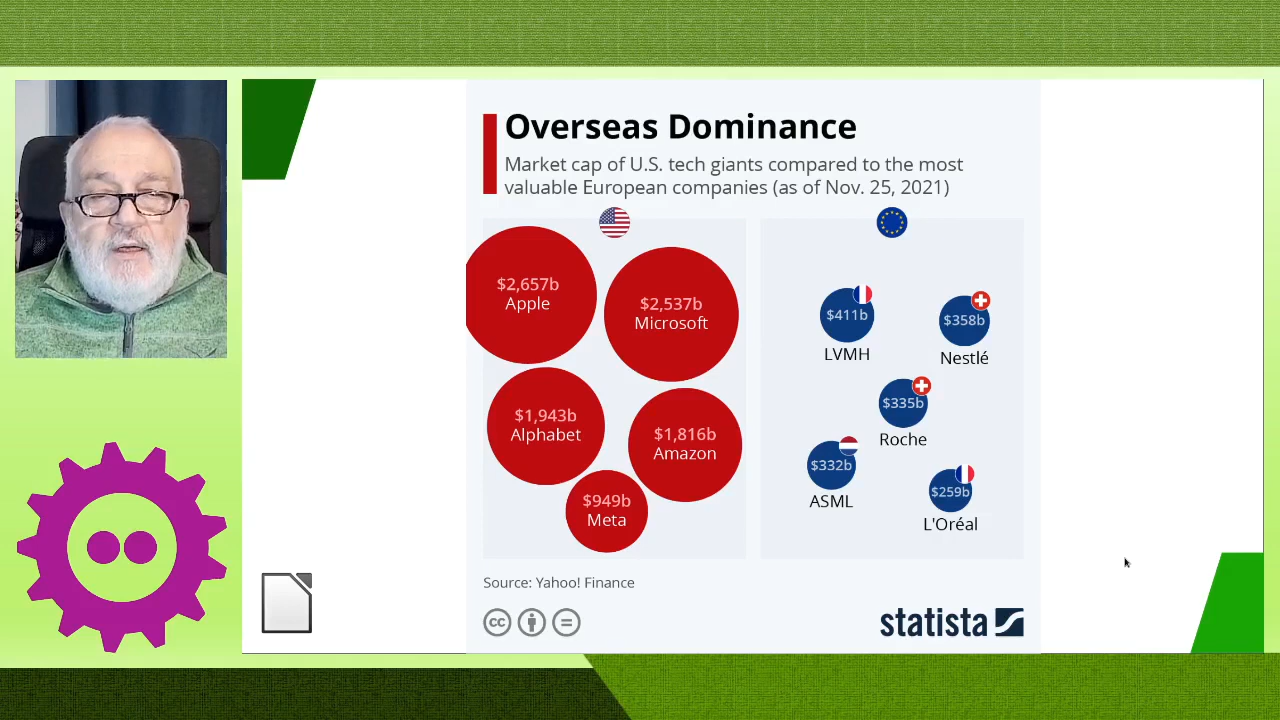 Overseas Dominance
Market cap of U.S. tech giants compared to the most
valuable European companies (as of Nov. 25, 2021)
$2,657b
Apple
$2,537b
Microsoft
$1,943b
Alphabet
$1,816b
Amazon
$949b
Meta
$411b
LVMH
$358b
Nestlé
$335b
Roche
$332b
ASML
$259b
L'Oréal
Source: Yahoo! Finance
cc
statista